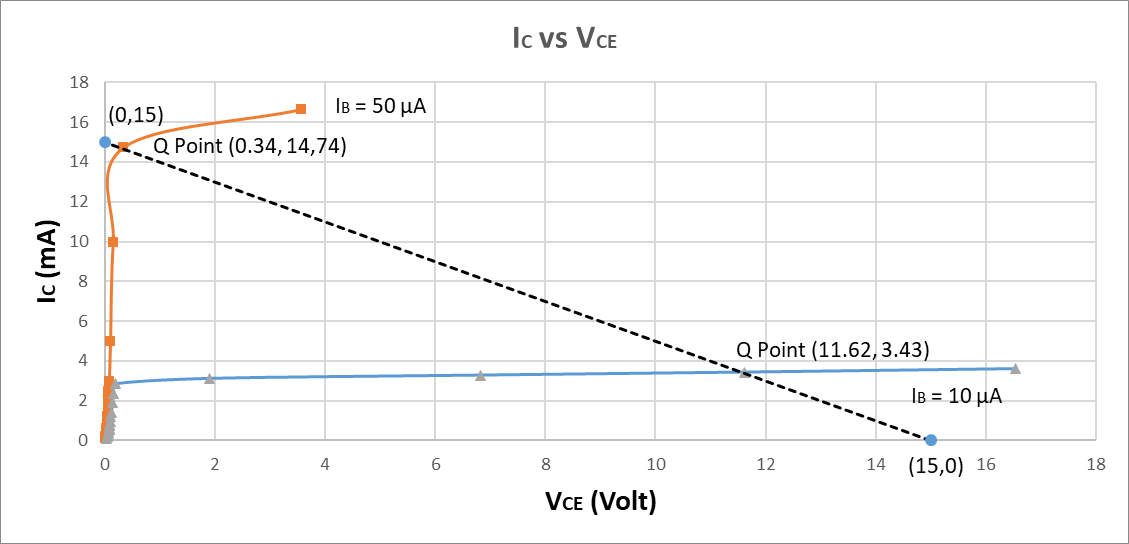 IC vs VCE
18
16
14
12
10
8
6
4
2
0
IC (mA)
(0,15)
IB = 50 µA
Q Point (0.34, 14,74)
Q Point (11.62, 3.43)
IB = 10 µA
(15,0)
0 2 4 6 8 10 12 14 16 18
VCE (Volt)